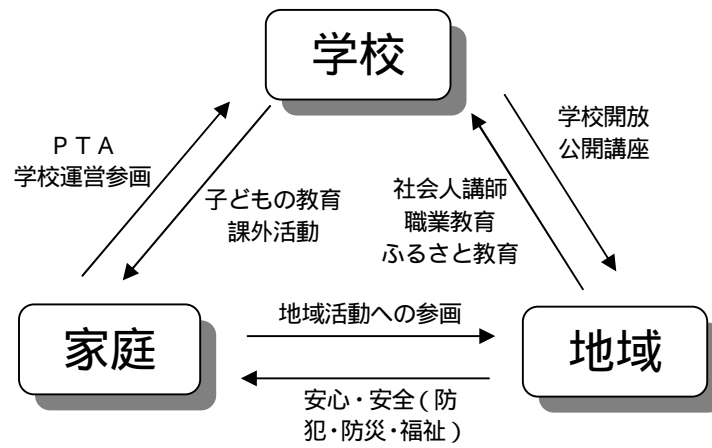 学校
ＰＴＡ
学校運営参画
子どもの教育
課外活動
社会人講師
職業教育
ふるさと教育
学校開放
公開講座
家庭
地域活動への参画
安心・安全（防
犯・防災・福祉）
地域